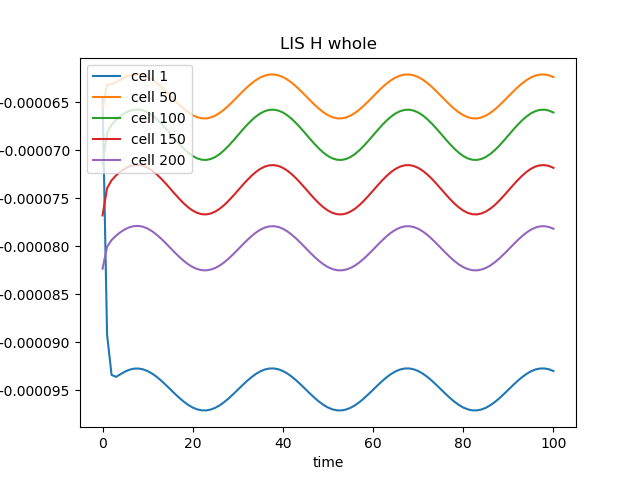 LIS H whole
cell 1
cell 50
cell 100
cell 150
cell 200
-0.000065
-0.000070
-0.000075
-0.000080
-0.000085
-0.000090
-0.000095
0 20 40 60 80 100
time